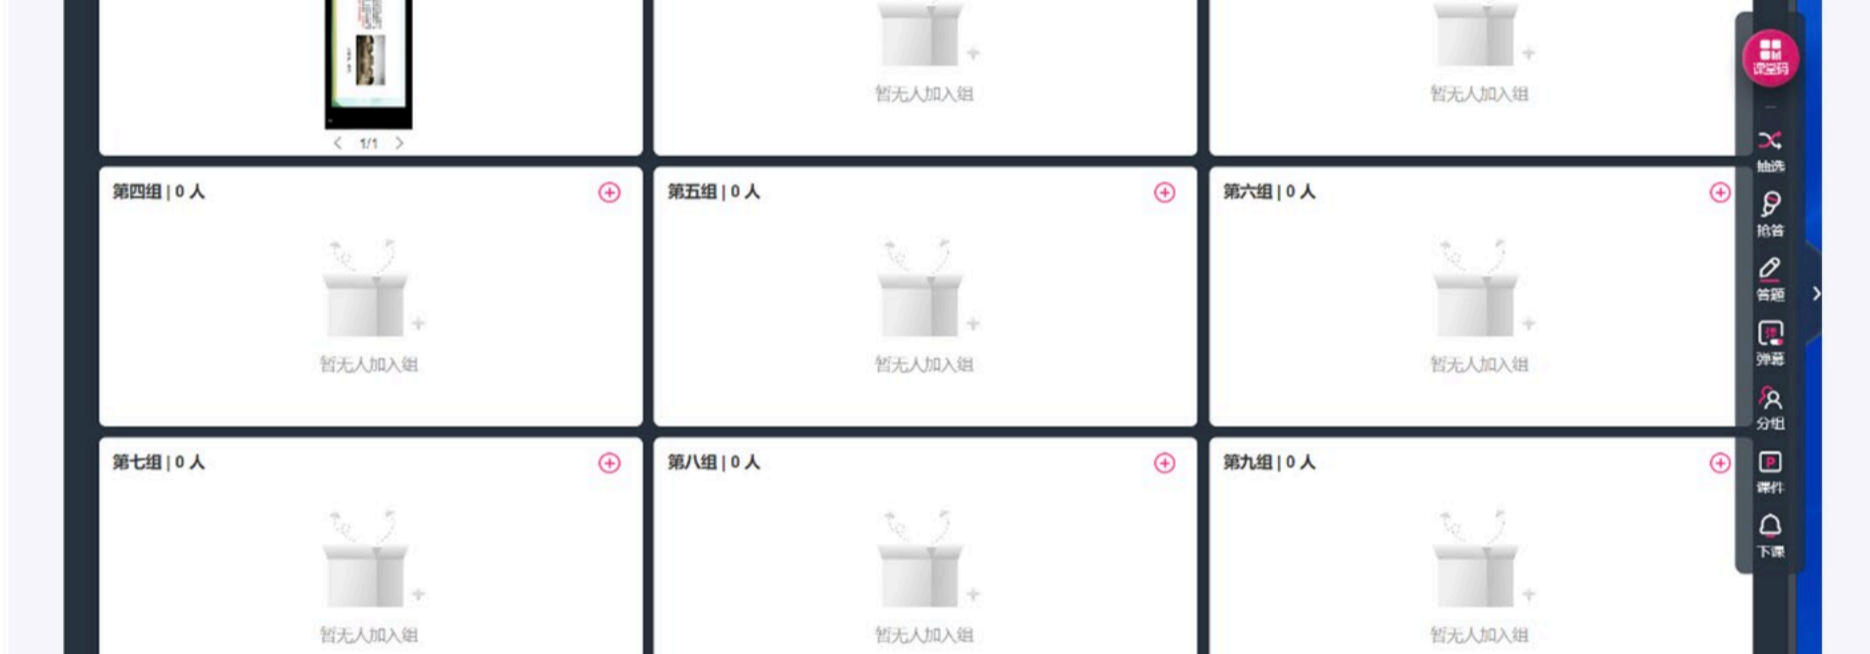 暂无人加入组
暂无人加入组
1/1
第四组 | 0 人
第五组 | 0 人
第六组 | 0 人
暂无人加入组
暂无人加入组
暂无人加入组
第七组 | 0 人
第八组 | 0 人
第九组 | 0 人
暂无人加入组
暂无人加入组
暂无人加入组
课堂码
抽选
抢答
答题
弹
弹幕
分组
P
课件
下课